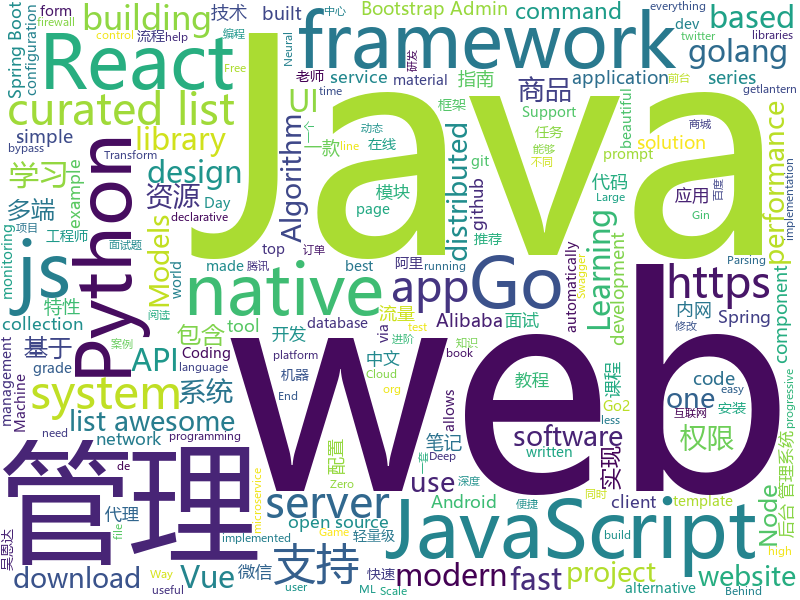 form 技术 built Bootstrap Admin command everything
firewall 流程 help Neural 编程 中心 Free control twitter libraries
Spring Boot configuration building React framework Java based golang
老师 service material 指南 application dev series
time UI 商品 Support beautiful getlantern
curated list library Algorithm 一款 个一 line 动态 在线 框架 任务 能够 不同 研发 前台 商城
simple bypass Transform git solution
学习 Python design distributed prompt performance
资源 example Day 模块 github 代码 Large 百度 implementation
多端 declarative page 推荐 应用 Gin
工程师 面试题 项目 订单 top
monitoring js Models native app Go Learning https
特性 made 腾讯 best running automatically Swagger development Parsing
world 阿里
collection 包含 tool database via 流量 Alibaba 面试 test 内网 修改 Spring component
基于 API 开发 阅读 案例 进阶 book 知识
grade Coding platform 中文 Cloud language code
management Machine system 系统 机器 End org 教程 课程 one easy progressive
web
list awesome allows Go2 less 互联网 安装
network programming 配置 笔记 software 实现 权限
need de Zero Deep written
吴恩达 管理 代理 file server use JavaScript Node 后台 管理系统
microservice implemented open source 一套 深度 Android client template
支持 轻量级 同时 便捷 build high
download Vue 微信 Game 快速 modern fast project website
useful user ML Scale Way alternative Behind